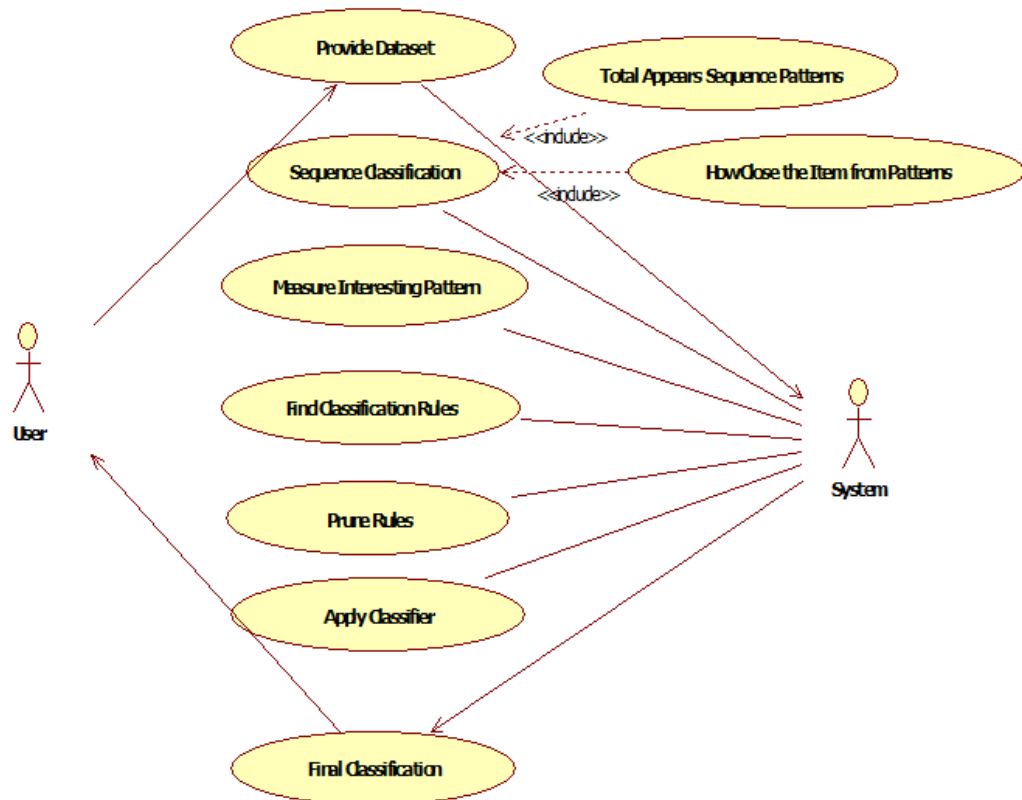 Provide Dataset
Total Appears Sequence Patterns
<<include>>
Sequence Classification
How Close the Item from Patterns
<<include>>
Measure Interesting Pattern
Find Classification Rules
User
System
Prune Rules
Apply Classifier
Final Classification